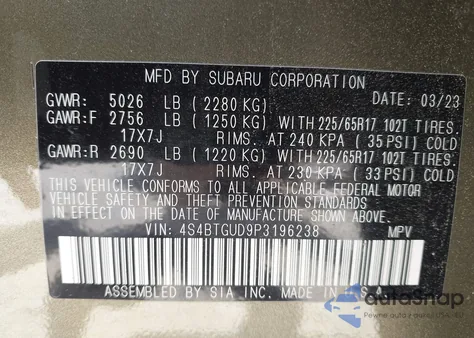 MFD BY SUBARU CORPORATION
GVWR: 5026 LB (2280 KG) DATE: 03/23
GAWR:F 2756 LB (1250 KG) WITH 225/65R17 102T TIRES.
17X7J RIMS. AT 240 KPA (35 PSI) COLD
GAWR:R 2690 LB (1220 KG) WITH 225/65R17 102T TIRES.
17X7J RIMS. AT 230 KPA (33 PSI) COLD
THIS VEHICLE CONFORMS TO ALL APPLICABLE FEDERAL MOTOR
VEHICLE SAFETY AND THEFT PREVENTION STANDARDS IN EFFECT
ON THE DATE OF MANUFACTURE SHOWN ABOVE.
VIN: 4S4BTGUD9P3196238 MPV
ASSEMBLED BY SIA INC. MADE IN U.S.A.
autoSnap
Pewne auta z gwarancją USA